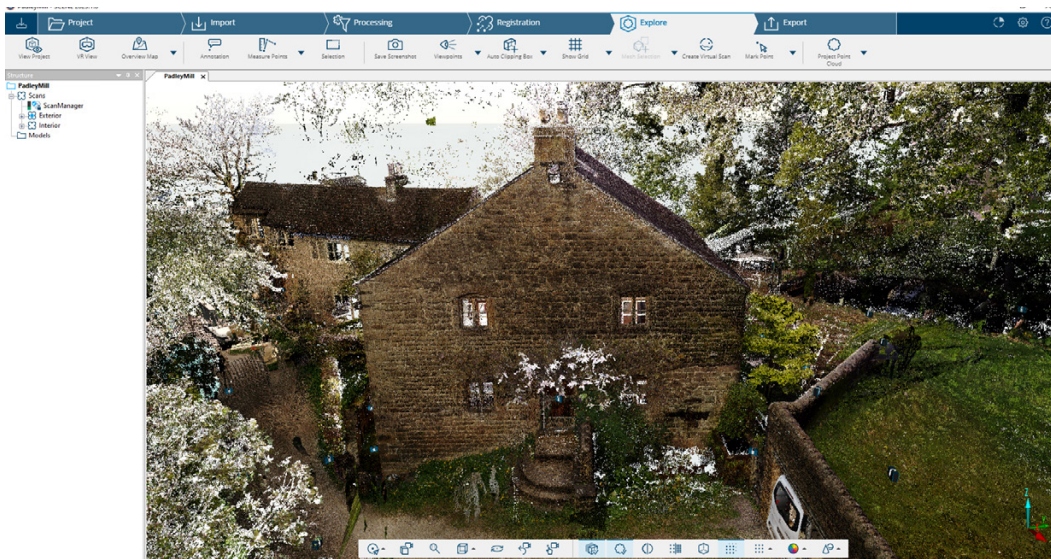 Project
Import
Processing
Registration
Explore
Export
View Project
VR View
Overview Map
Annotation
Measure Points
Selection
Save Screenshot
Viewpoints
Auto Clipping Box
Show Grid
Mesh Selection
Create Virtual Scan
Mark Point
Project Point
Cloud
Structure
PadleyMill
PadleyMill
Scans
ScanManager
Exterior
Interior
Models
Z
Y